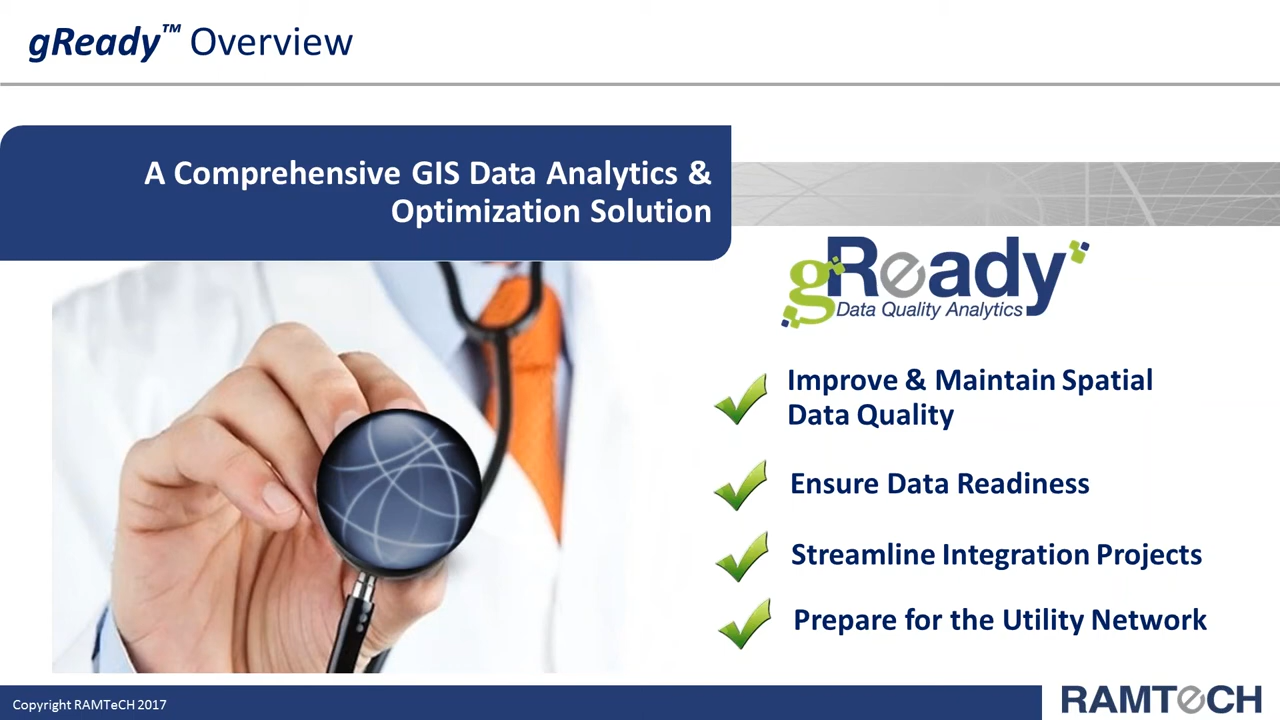 gReady™ Overview
A Comprehensive GIS Data Analytics &
Optimization Solution
gReady
Data Quality Analytics
Improve & Maintain Spatial
Data Quality
Ensure Data Readiness
Streamline Integration Projects
Prepare for the Utility Network
Copyright RAMTeCH 2017
RAMTeCH